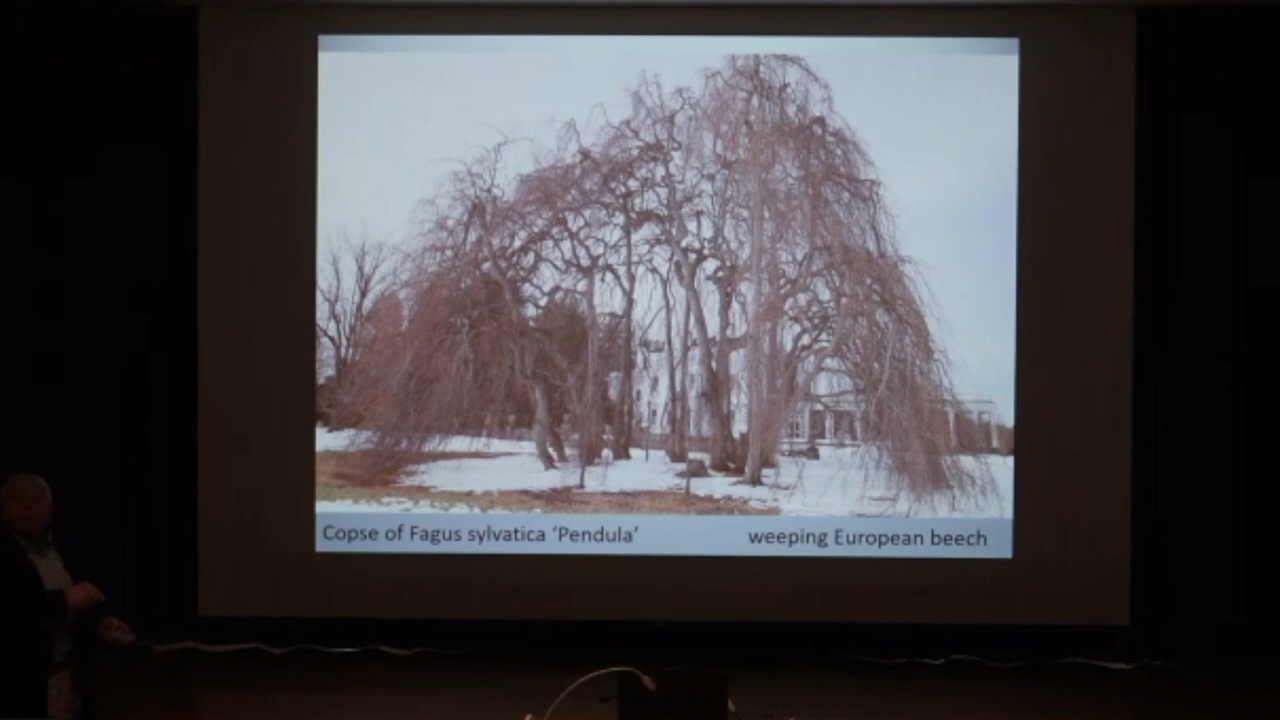 Copse of Fagus sylvatica ‘Pendula’ weeping European beech